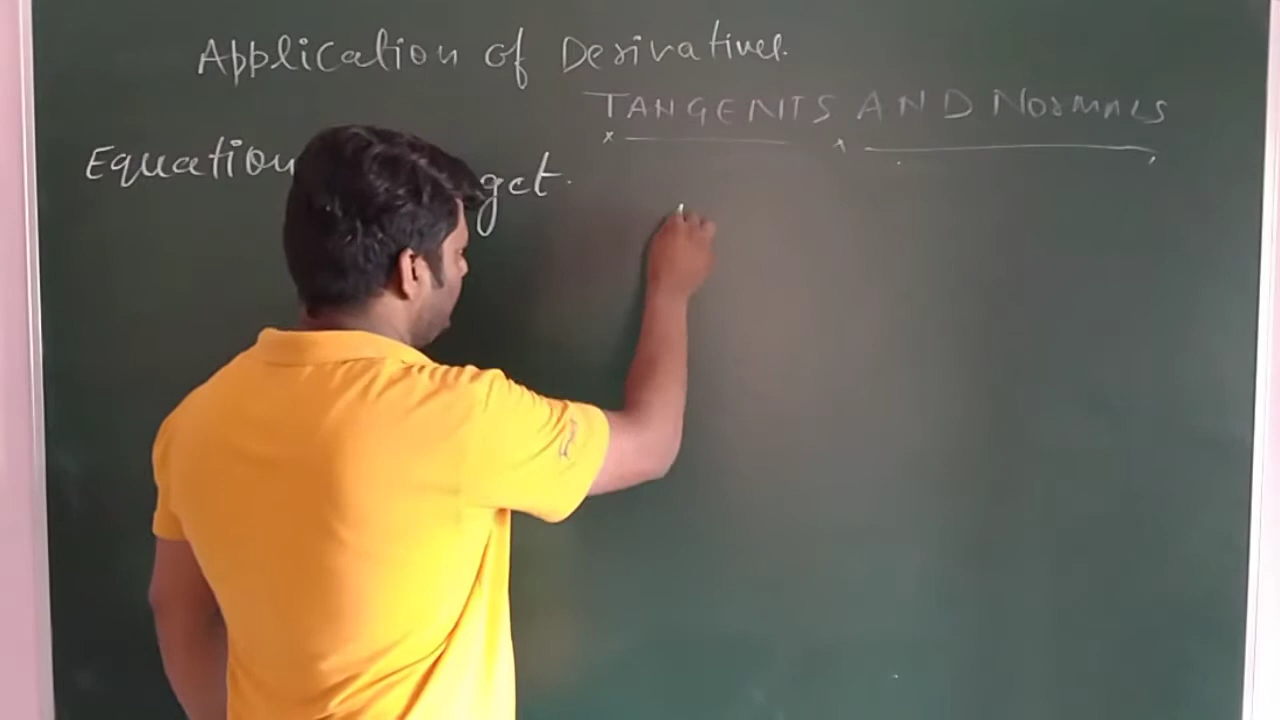 Application of Derivatives.
TANGENTS AND NORMALS
Equation get.